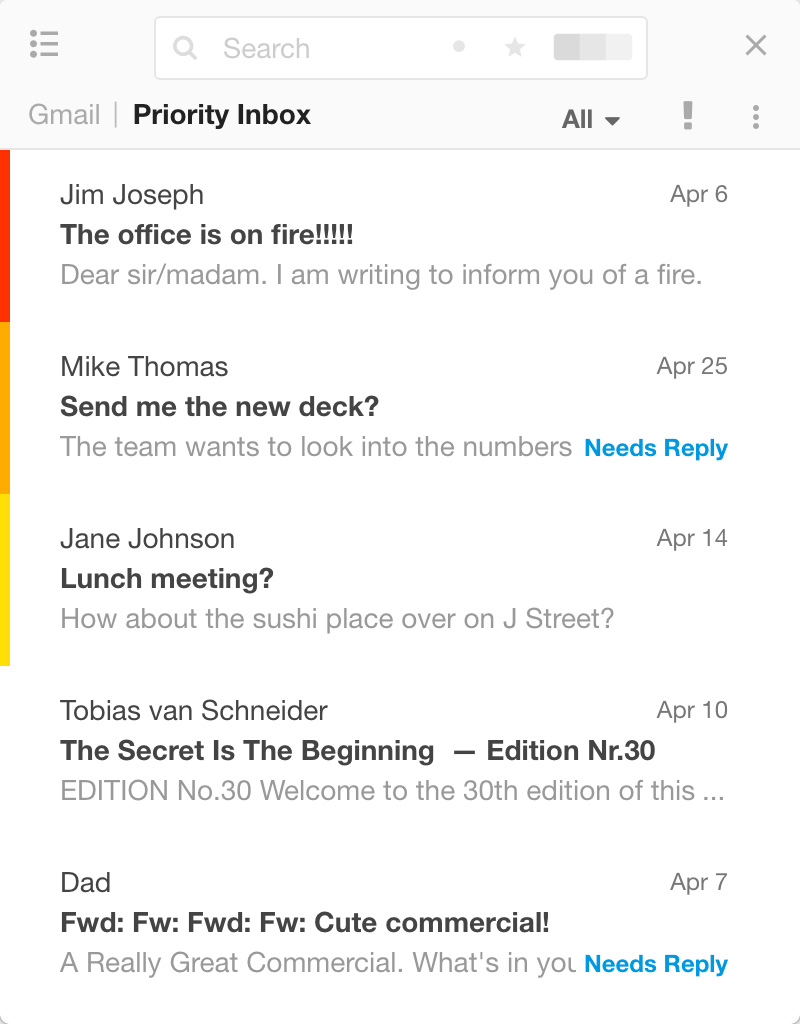 Search
Gmail | Priority Inbox All
Jim Joseph Apr 6
The office is on fire!!!!!
Dear sir/madam. I am writing to inform you of a fire.
Mike Thomas Apr 25
Send me the new deck?
The team wants to look into the numbers Needs Reply
Jane Johnson Apr 14
Lunch meeting?
How about the sushi place over on J Street?
Tobias van Schneider Apr 10
The Secret Is The Beginning — Edition Nr.30
EDITION No.30 Welcome to the 30th edition of this ...
Dad Apr 7
Fwd: Fw: Fwd: Fw: Cute commercial!
A Really Great Commercial. What's in you Needs Reply